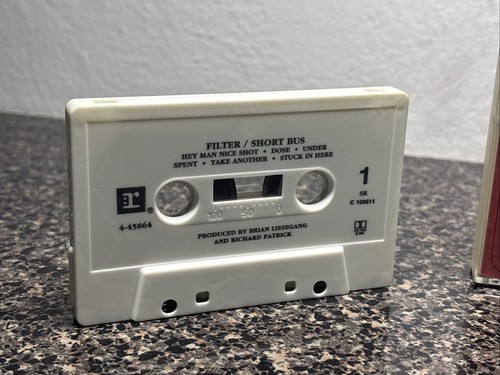 FILTER / SHORT BUS
HEY MAN NICE SHOT • DOSE • UNDER
SPENT • TAKE ANOTHER • STUCK IN HERE
1
SR
C 168611
r ®
4-45864
100 50 0
PRODUCED BY BRIAN LIESEGANG
AND RICHARD PATRICK